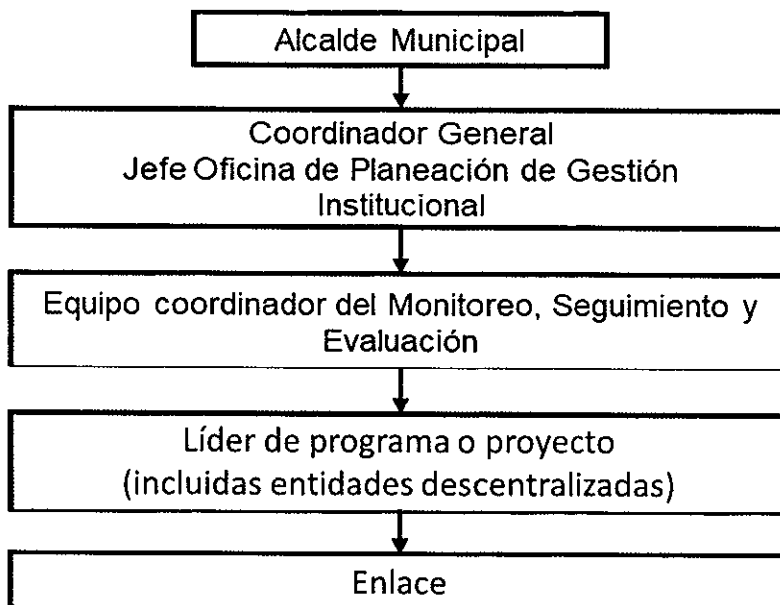 Alcalde Municipal
Coordinador General
Jefe Oficina de Planeación de Gestión
Institucional
Equipo coordinador del Monitoreo, Seguimiento y
Evaluación
Líder de programa o proyecto
(incluidas entidades descentralizadas)
Enlace